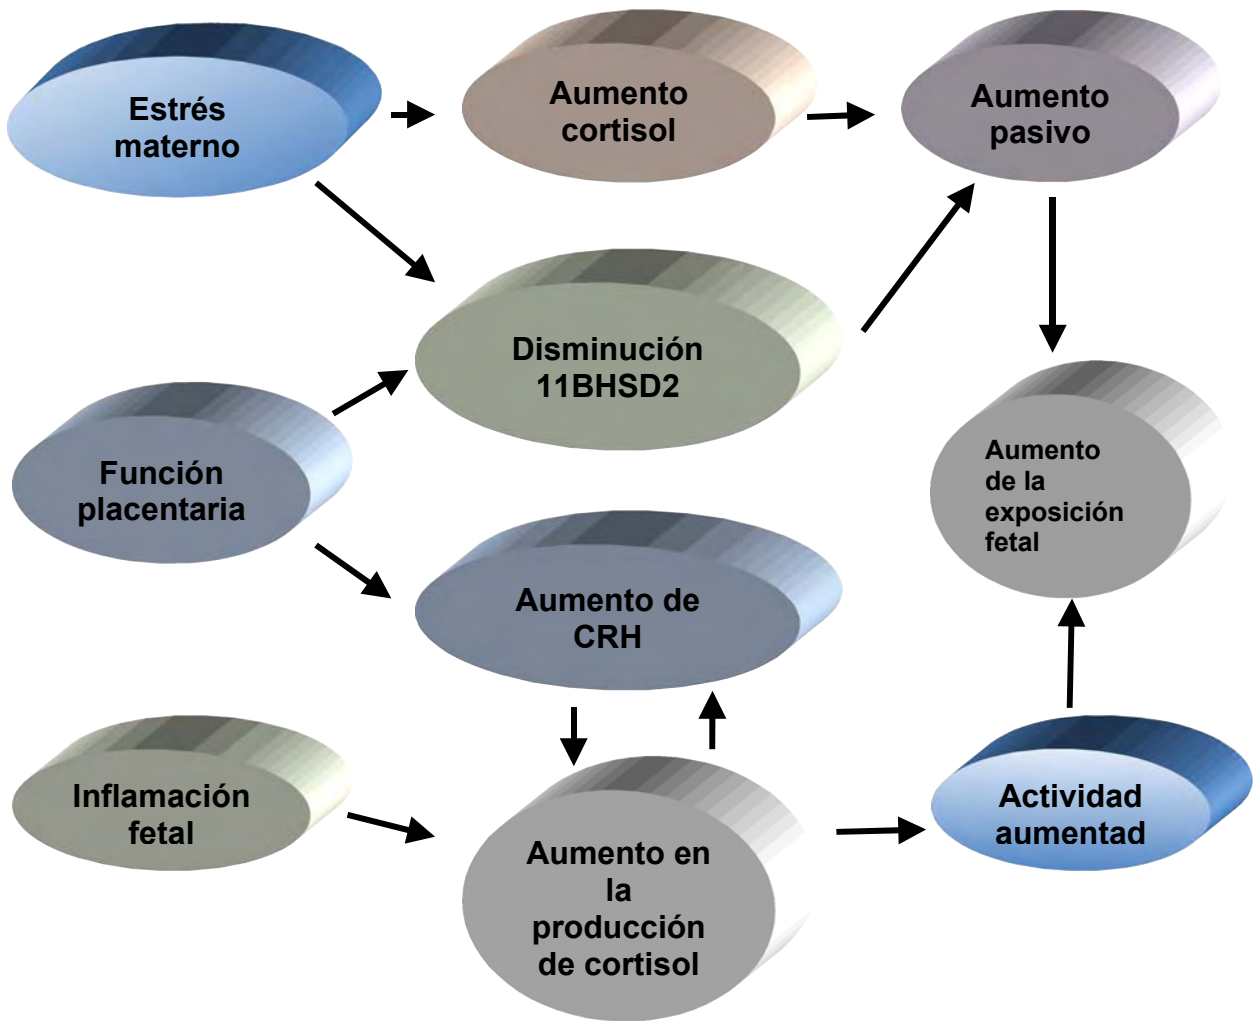 Estrés
materno
Aumento
cortisol
Aumento
pasivo
Disminución
11BHSD2
Función
placentaria
Aumento
de la
exposición
fetal
Aumento de
CRH
Inflamación
fetal
Actividad
aumentad
Aumento en
la
producción
de cortisol